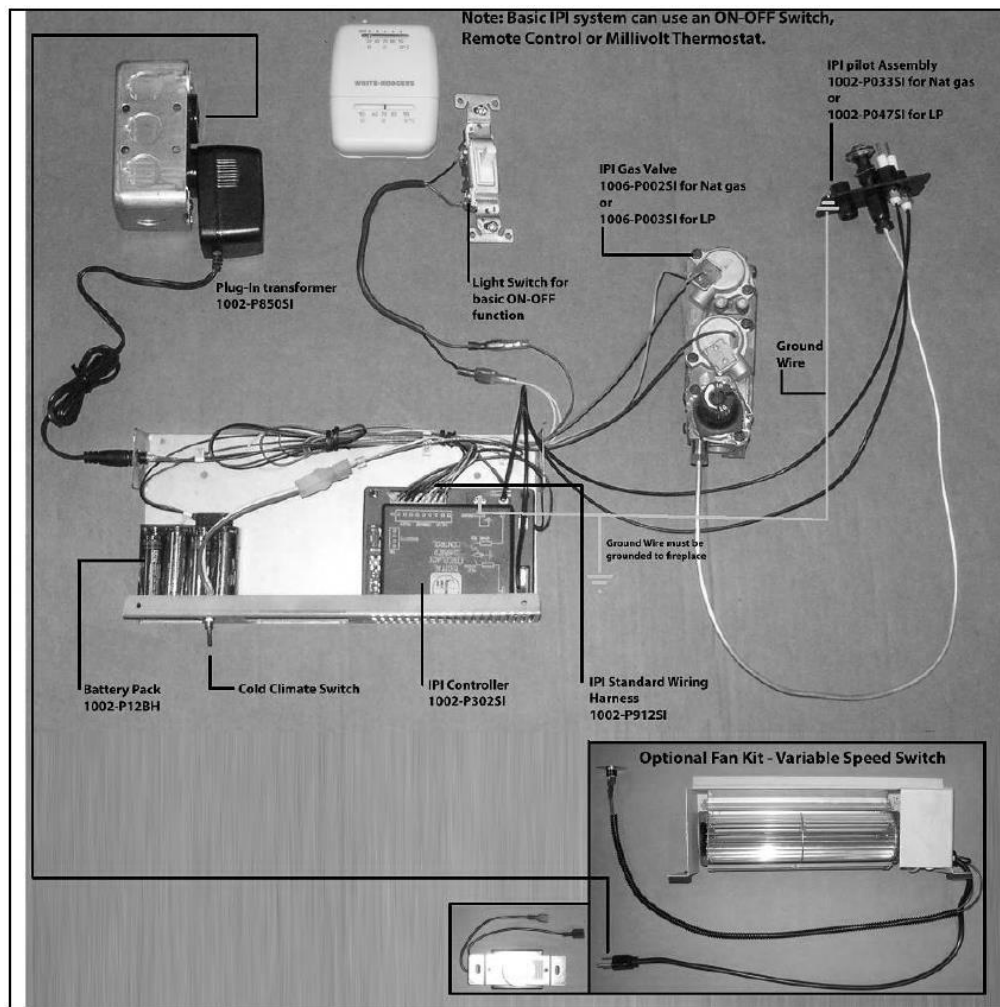 Note: Basic IPI system can use an ON-OFF Switch,
Remote Control or Millivolt Thermostat.
WHITE-RODGERS
IPI pilot Assembly
1002-P033SI for Nat gas
or
1002-P047SI for LP
IPI Gas Valve
1006-P002SI for Nat gas
or
1006-P003SI for LP
Plug-In transformer
1002-P850SI
Light Switch for
basic ON-OFF
function
Ground
Wire
Ground Wire must be
grounded to fireplace
Battery Pack
1002-P12BH
Cold Climate Switch
IPI Controller
1002-P302SI
IPI Standard Wiring
Harness
1002-P912SI
Optional Fan Kit - Variable Speed Switch